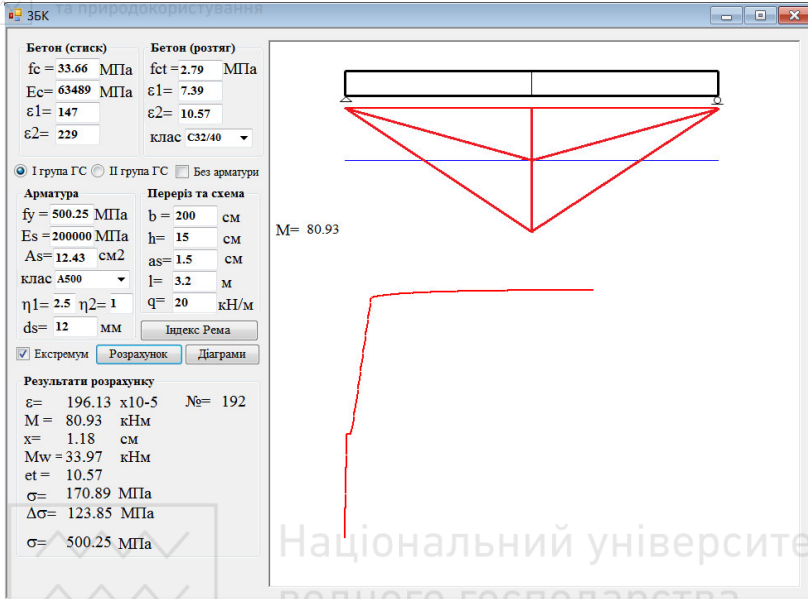 та природокористування
ЗБК
Бетон (стиск)
fc = 33.66 МПа
Ec= 63489 МПа
ε1= 147
ε2= 229
Бетон (розтяг)
fct = 2.79 МПа
ε1= 7.39
ε2= 10.57
клас C32/40
І група ГС ІІ група ГС Без арматури
Арматура
fy = 500.25 МПа
Es = 200000 МПа
As= 12.43 см2
клас A500
η1= 2.5 η2= 1
ds= 12 мм
Переріз та схема
b = 200 см
h= 15 см
as= 1.5 см
l= 3.2 м
q= 20 кН/м
Індекс Рема
Екстремум Розрахунок Діаграми
Результати розрахунку
ε= 196.13 x10-5 №= 192
M = 80.93 кНм
x= 1.18 см
Mw = 33.97 кНм
et = 10.57
σ= 170.89 МПа
Δσ= 123.85 МПа
σ= 500.25 МПа
M= 80.93
Національний університе
водного господарства